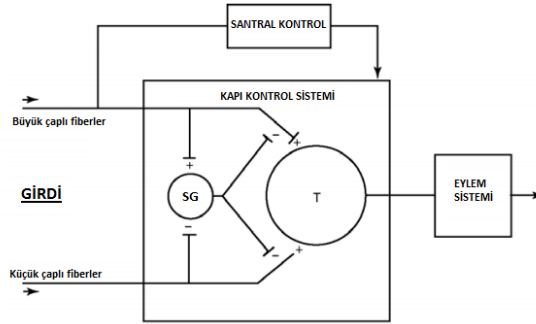 SANTRAL KONTROL
KAPI KONTROL SİSTEMİ
Büyük çaplı fiberler
+
-
+
GİRDİ
SG
T
EYLEM
SİSTEMİ
-
-
+
Küçük çaplı fiberler